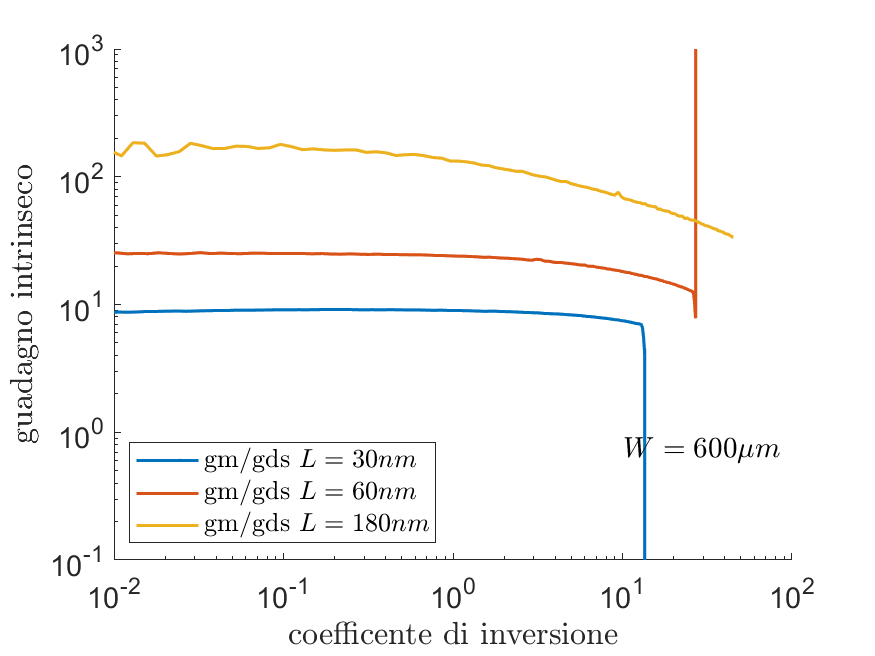 10^3
10^2
10^1
10^0
10^-1
guadagno intrinseco
W = 600μm
gm/gds L = 30nm
gm/gds L = 60nm
gm/gds L = 180nm
10^-2 10^-1 10^0 10^1 10^2
coefficente di inversione